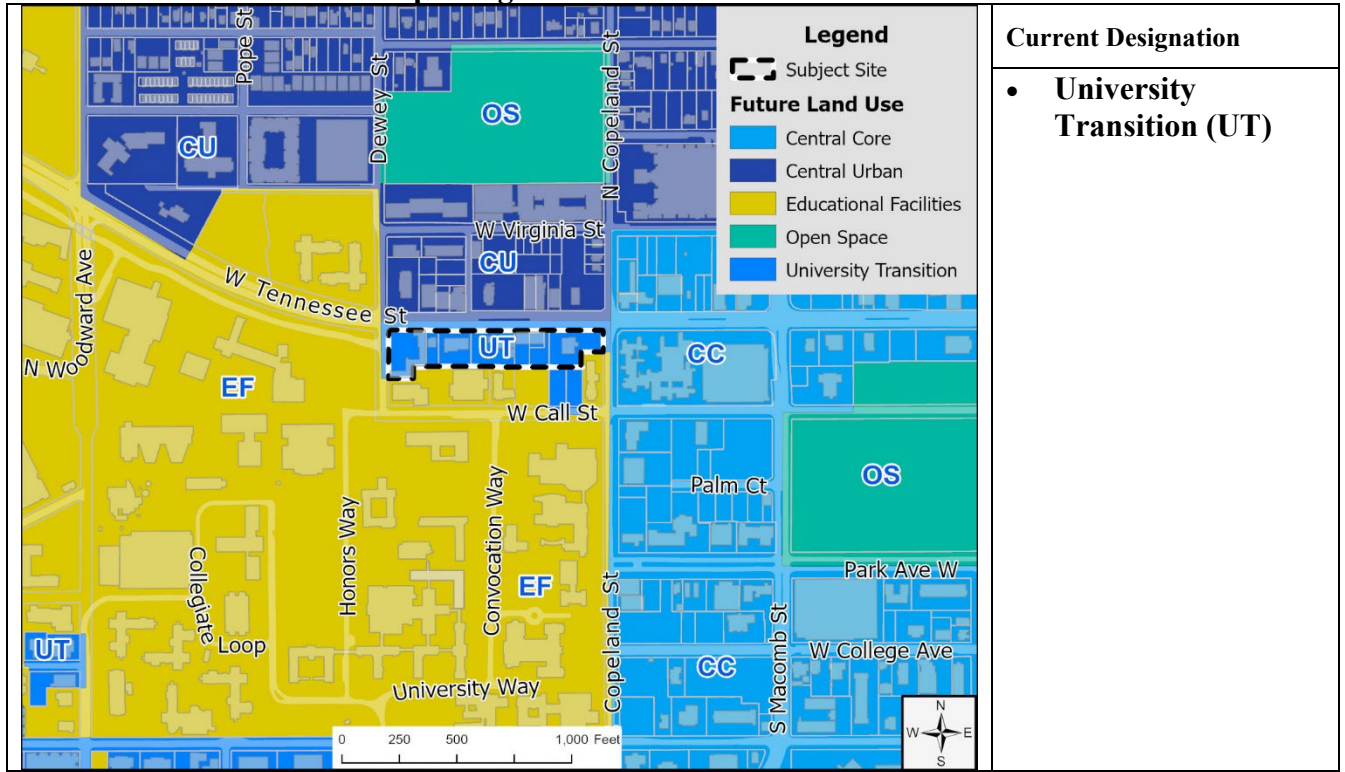 Legend
Subject Site
Future Land Use
Central Core
Central Urban
Educational Facilities
Open Space
University Transition
Pope St
Dewey St
N Copeland St
OS
CU
W Virginia St
CU
W Tennessee St
N Woodward Ave
UT
CC
EF
W Call St
OS
Palm Ct
Honors Way
Convocation Way
Collegiate Loop
EF
Park Ave W
Copeland St
S Macomb St
UT
CC
W College Ave
University Way
0 250 500 1,000 Feet
N
W E
S
Current Designation
• University
Transition (UT)